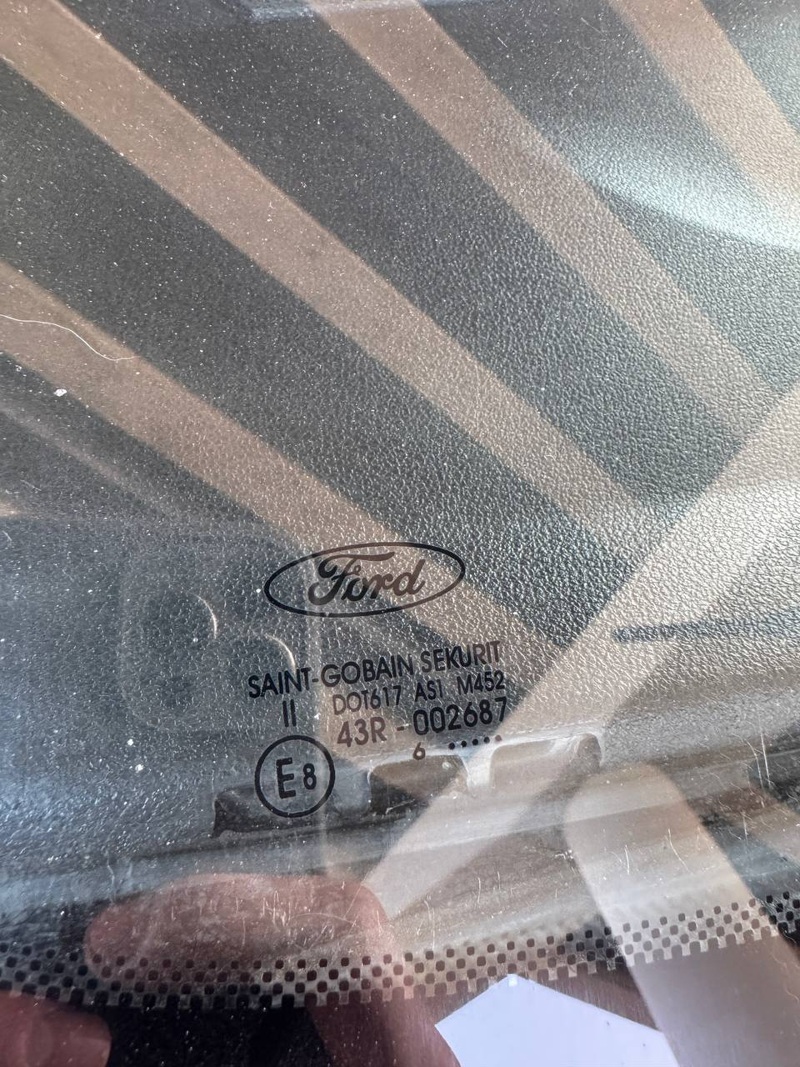 Ford
SAINT-GOBAIN SEKURIT
II DOT617 AS1 M452
43R - 002687
6 •••••
E8